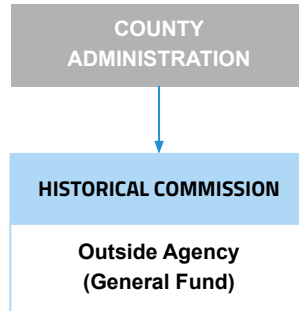 COUNTY
ADMINISTRATION
HISTORICAL COMMISSION
Outside Agency
(General Fund)